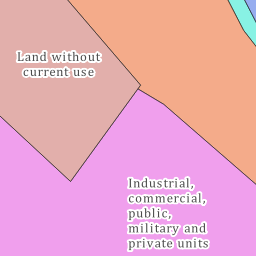 Land without
current use
Industrial,
commercial,
public,
military and
private units